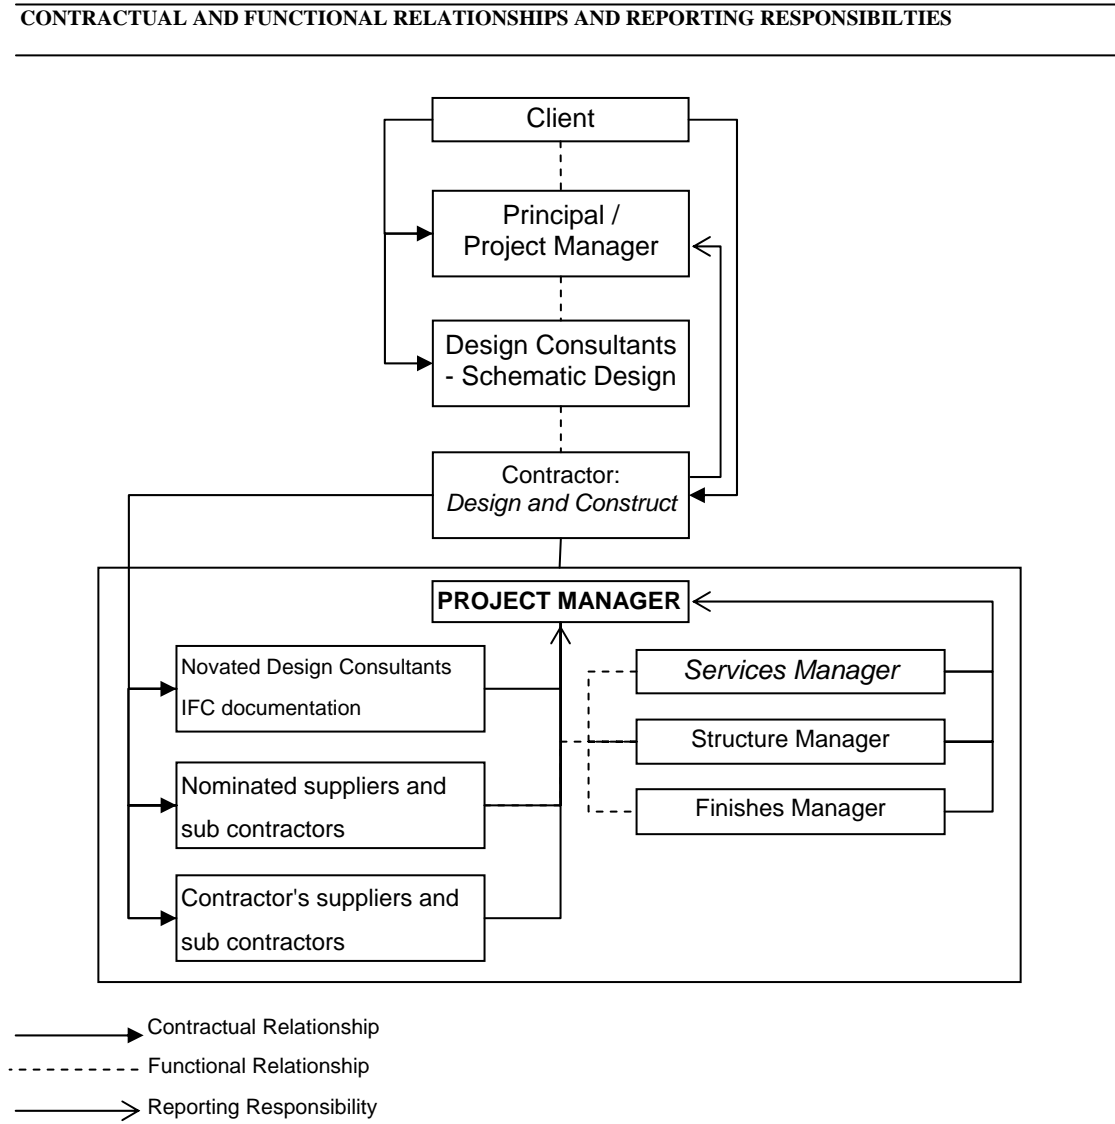 CONTRACTUAL AND FUNCTIONAL RELATIONSHIPS AND REPORTING RESPONSIBILTIES
Client
Principal /
Project Manager
Design Consultants
- Schematic Design
Contractor:
Design and Construct
PROJECT MANAGER
Novated Design Consultants
IFC documentation
Nominated suppliers and
sub contractors
Contractor's suppliers and
sub contractors
Services Manager
Structure Manager
Finishes Manager
Contractual Relationship
Functional Relationship
Reporting Responsibility